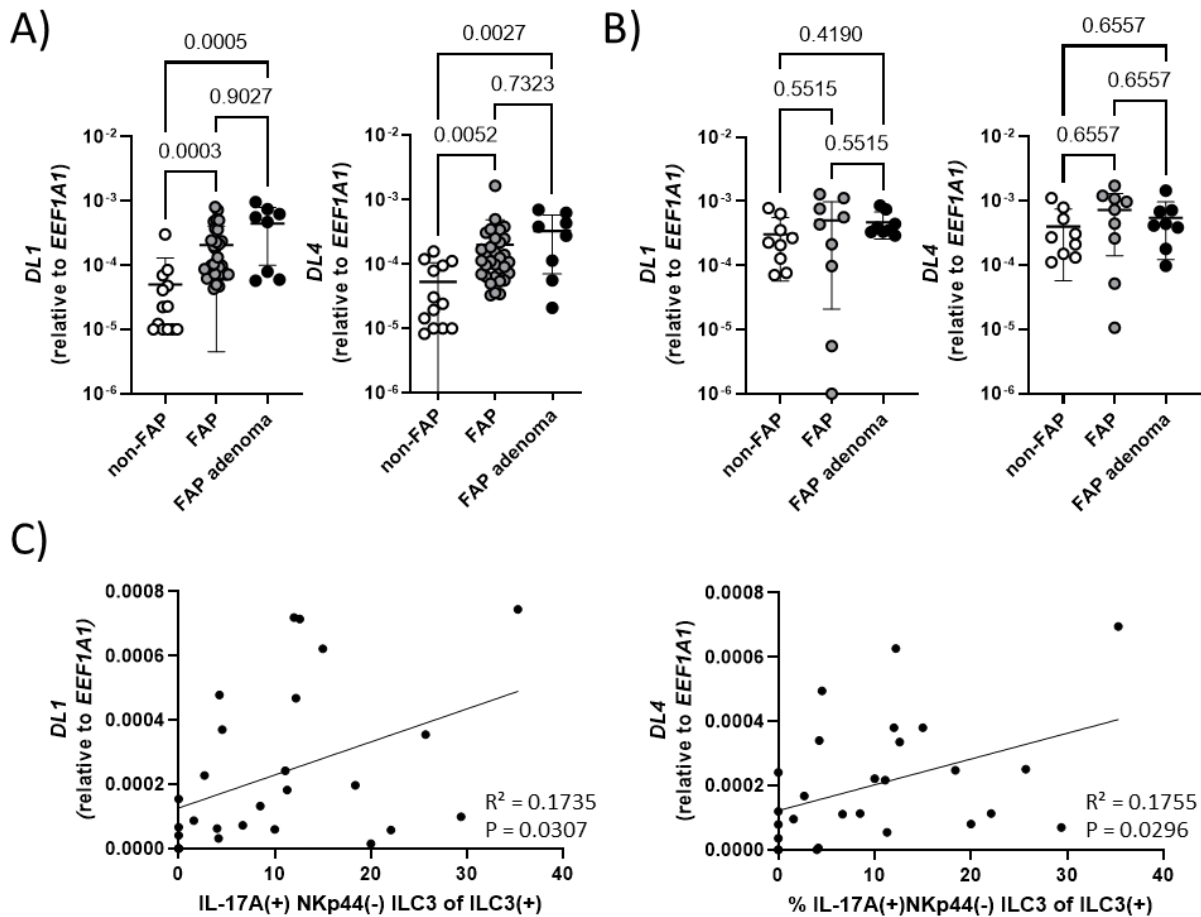 A)
0.0005
0.9027
0.0003
DL1
(relative to EEF1A1)
10-2
10-3
10-4
10-5
10-6
non-FAP
FAP
FAP adenoma
0.0027
0.7323
0.0052
DL4
(relative to EEF1A1)
10-2
10-3
10-4
10-5
10-6
non-FAP
FAP
FAP adenoma
B)
0.4190
0.5515
0.5515
DL1
(relative to EEF1A1)
10-2
10-3
10-4
10-5
10-6
non-FAP
FAP
FAP adenoma
0.6557
0.6557
0.6557
DL4
(relative to EEF1A1)
10-2
10-3
10-4
10-5
10-6
non-FAP
FAP
FAP adenoma
C)
DL1
(relative to EEF1A1)
0.0008
0.0006
0.0004
0.0002
0.0000
R² = 0.1735
P = 0.0307
0 10 20 30 40
IL-17A(+) NKp44(-) ILC3 of ILC3(+)
DL4
(relative to EEF1A1)
0.0008
0.0006
0.0004
0.0002
0.0000
R² = 0.1755
P = 0.0296
0 10 20 30 40
% IL-17A(+)NKp44(-) ILC3 of ILC3(+)